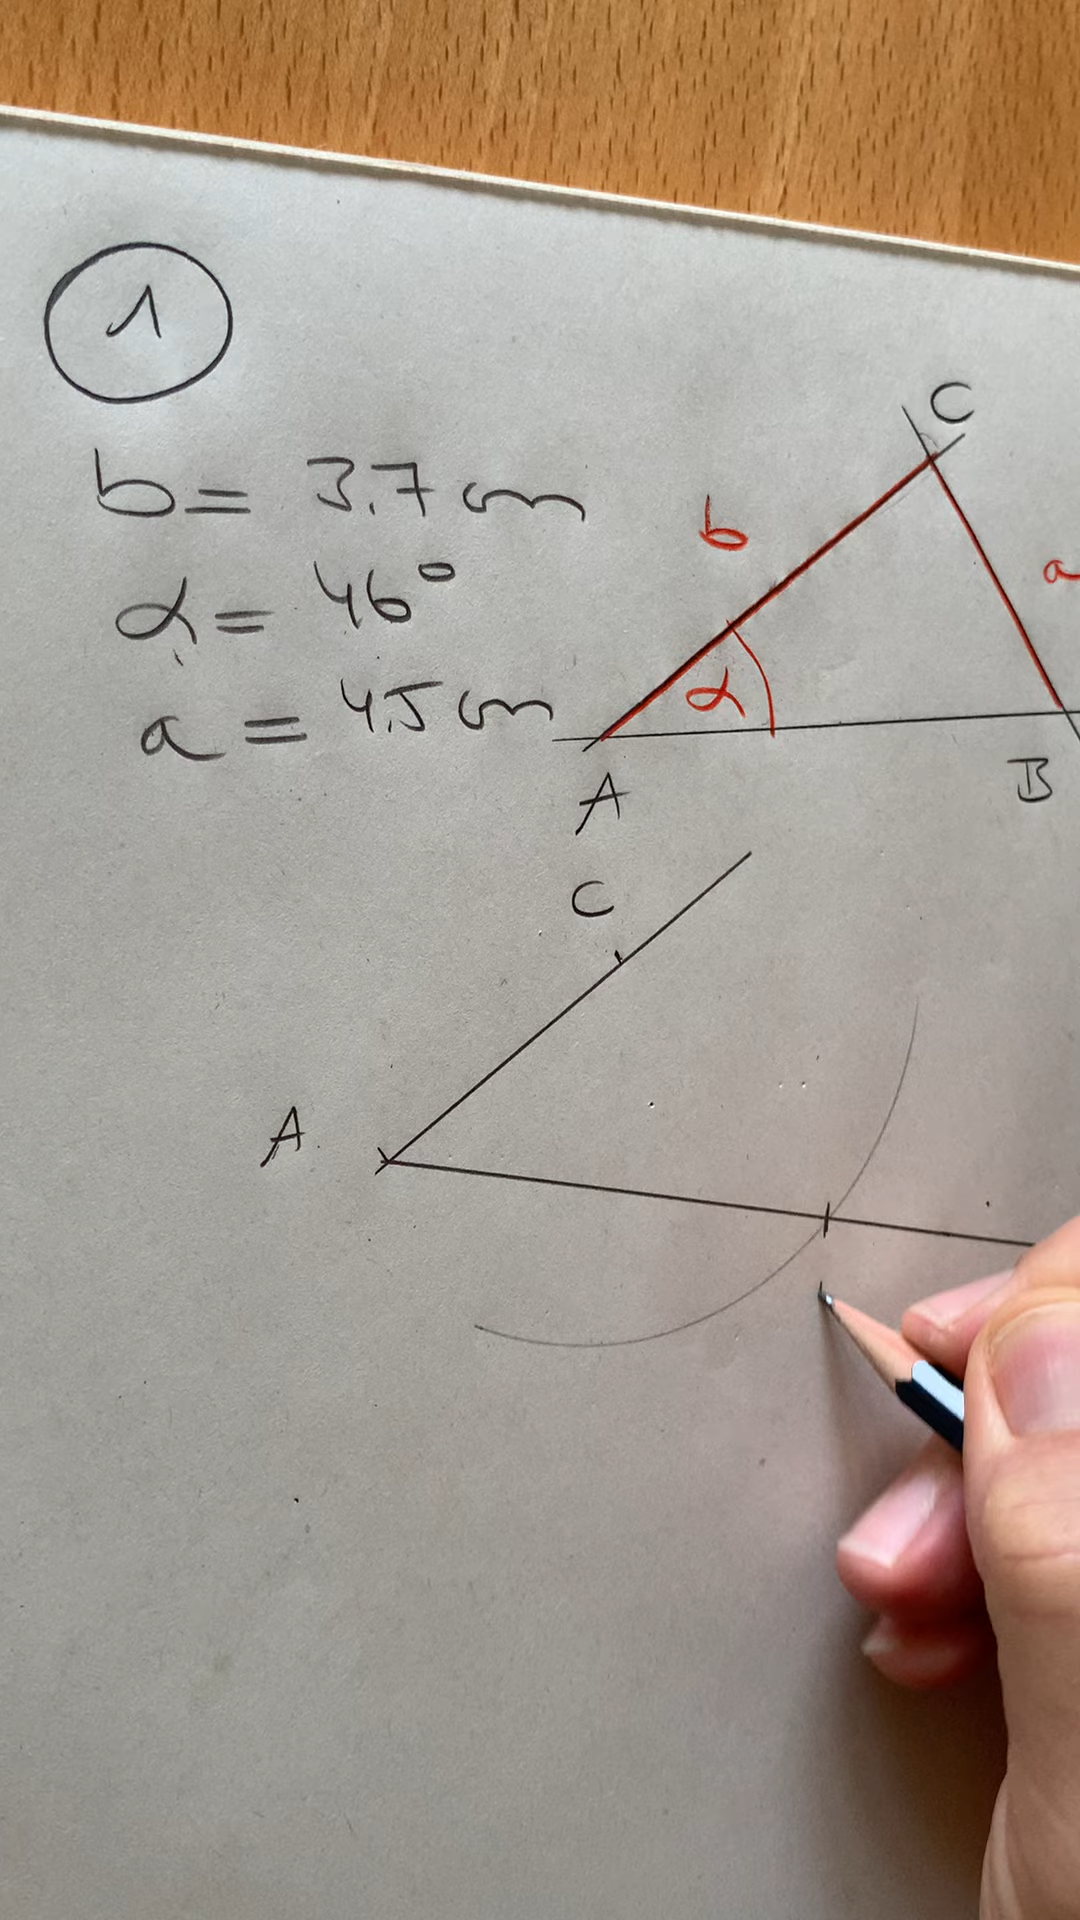 1
b = 3,7 cm
α = 46°
a = 4,5 cm
C
b
a
α
A
B
C
A